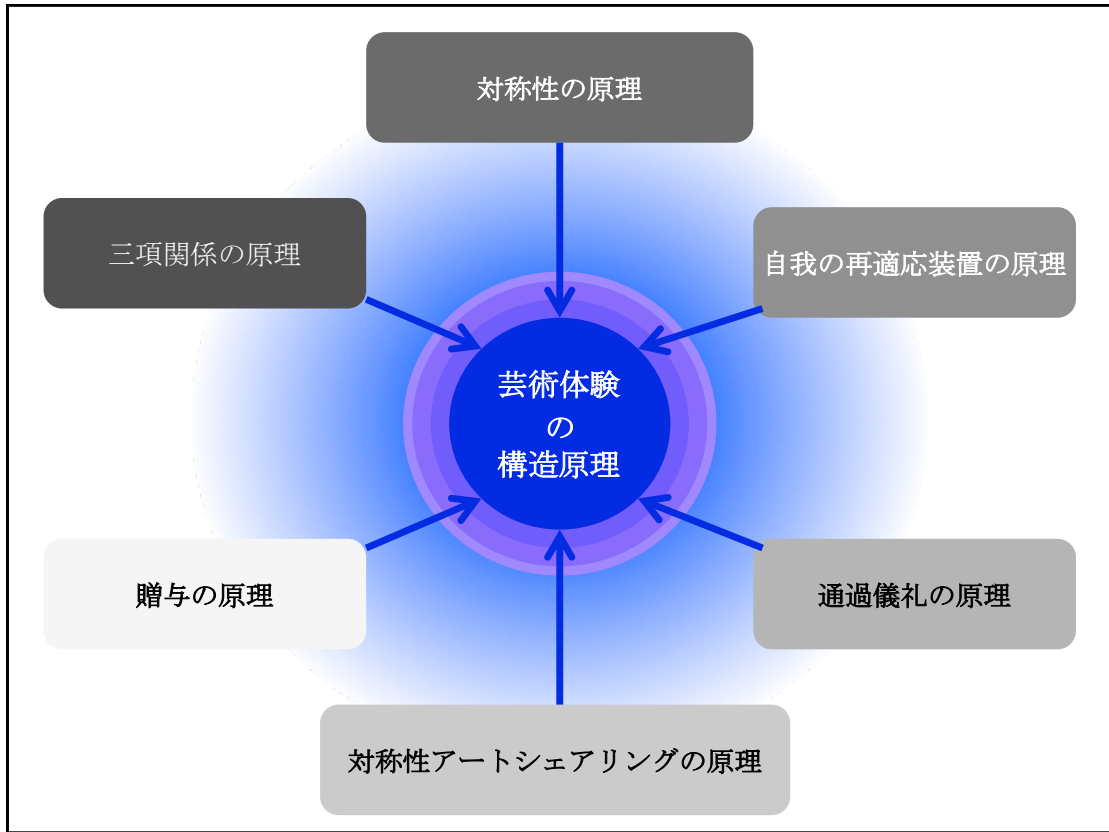 対称性の原理
三項関係の原理
自我の再適応装置の原理
芸術体験
の
構造原理
贈与の原理
通過儀礼の原理
対称性アートシェアリングの原理